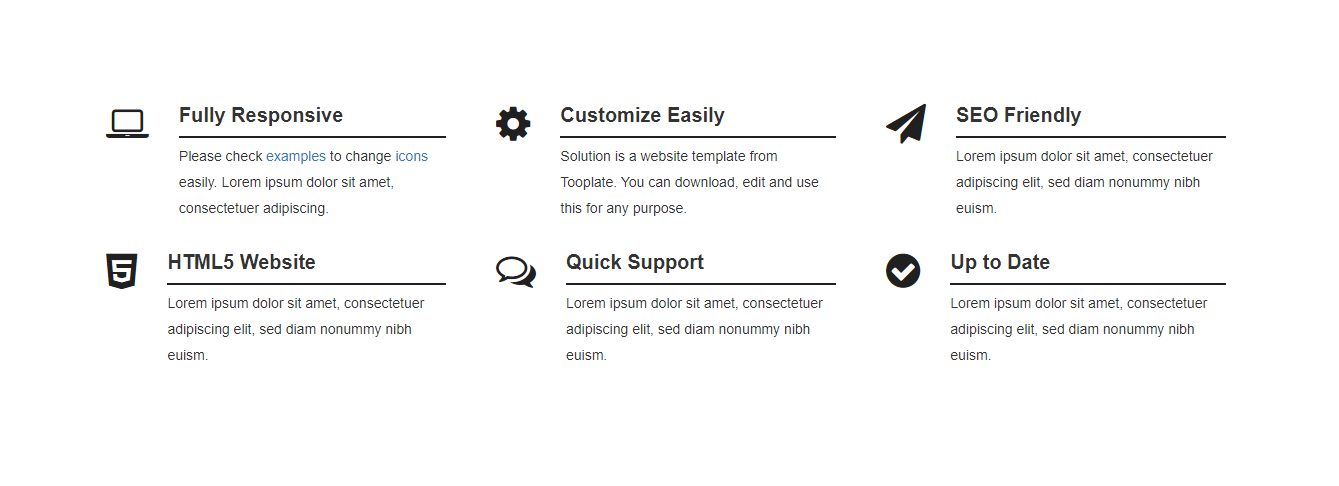 Fully Responsive
Please check examples to change icons
easily. Lorem ipsum dolor sit amet,
consectetuer adipiscing.
Customize Easily
Solution is a website template from
Tooplate. You can download, edit and use
this for any purpose.
SEO Friendly
Lorem ipsum dolor sit amet, consectetuer
adipiscing elit, sed diam nonummy nibh
euism.
HTML5 Website
Lorem ipsum dolor sit amet, consectetuer
adipiscing elit, sed diam nonummy nibh
euism.
Quick Support
Lorem ipsum dolor sit amet, consectetuer
adipiscing elit, sed diam nonummy nibh
euism.
Up to Date
Lorem ipsum dolor sit amet, consectetuer
adipiscing elit, sed diam nonummy nibh
euism.